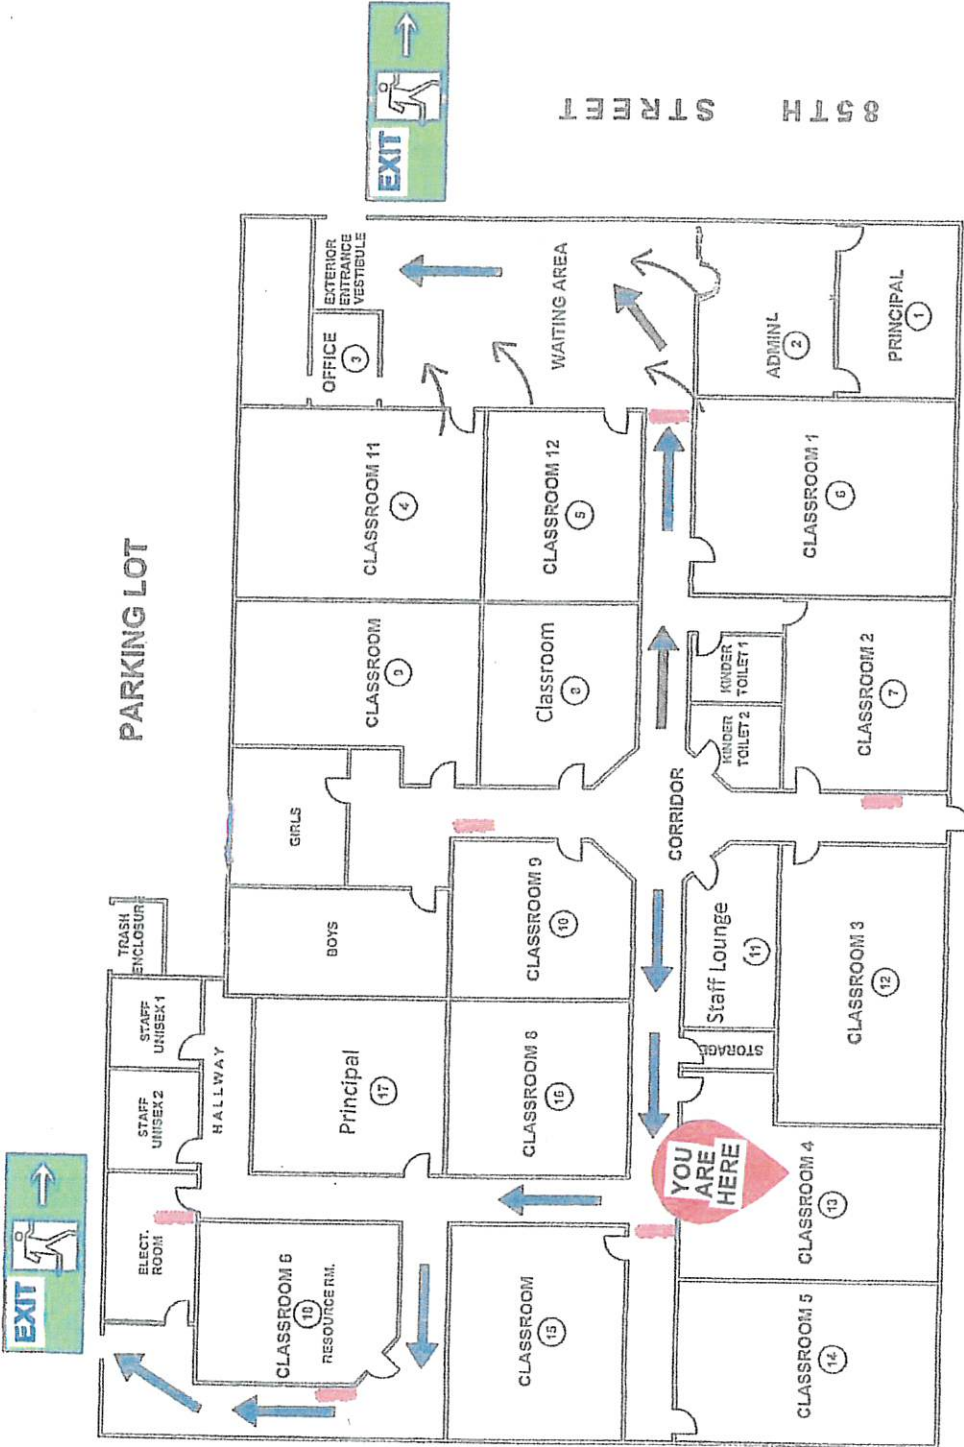 EXIT
85TH STREET
PARKING LOT
EXTERIOR
ENTRANCE
VESTIBULE
OFFICE
3
WAITING AREA
ADMINL
2
PRINCIPAL
1
CLASSROOM 11
4
CLASSROOM 12
5
CLASSROOM 1
6
CLASSROOM
9
Classroom
8
KINDER
TOILET 1
KINDER
TOILET 2
CLASSROOM 2
7
GIRLS
CORRIDOR
TRASH
ENCLOSURE
BOYS
CLASSROOM 9
10
Staff Lounge
11
CLASSROOM 3
12
STORAGE
STAFF
UNISEX 1
STAFF
UNISEX 2
HALLWAY
Principal
17
CLASSROOM 8
16
YOU
ARE
HERE
CLASSROOM 4
13
EXIT
ELECT.
ROOM
CLASSROOM 6
18
RESOURCE RM.
CLASSROOM
15
CLASSROOM 5
14